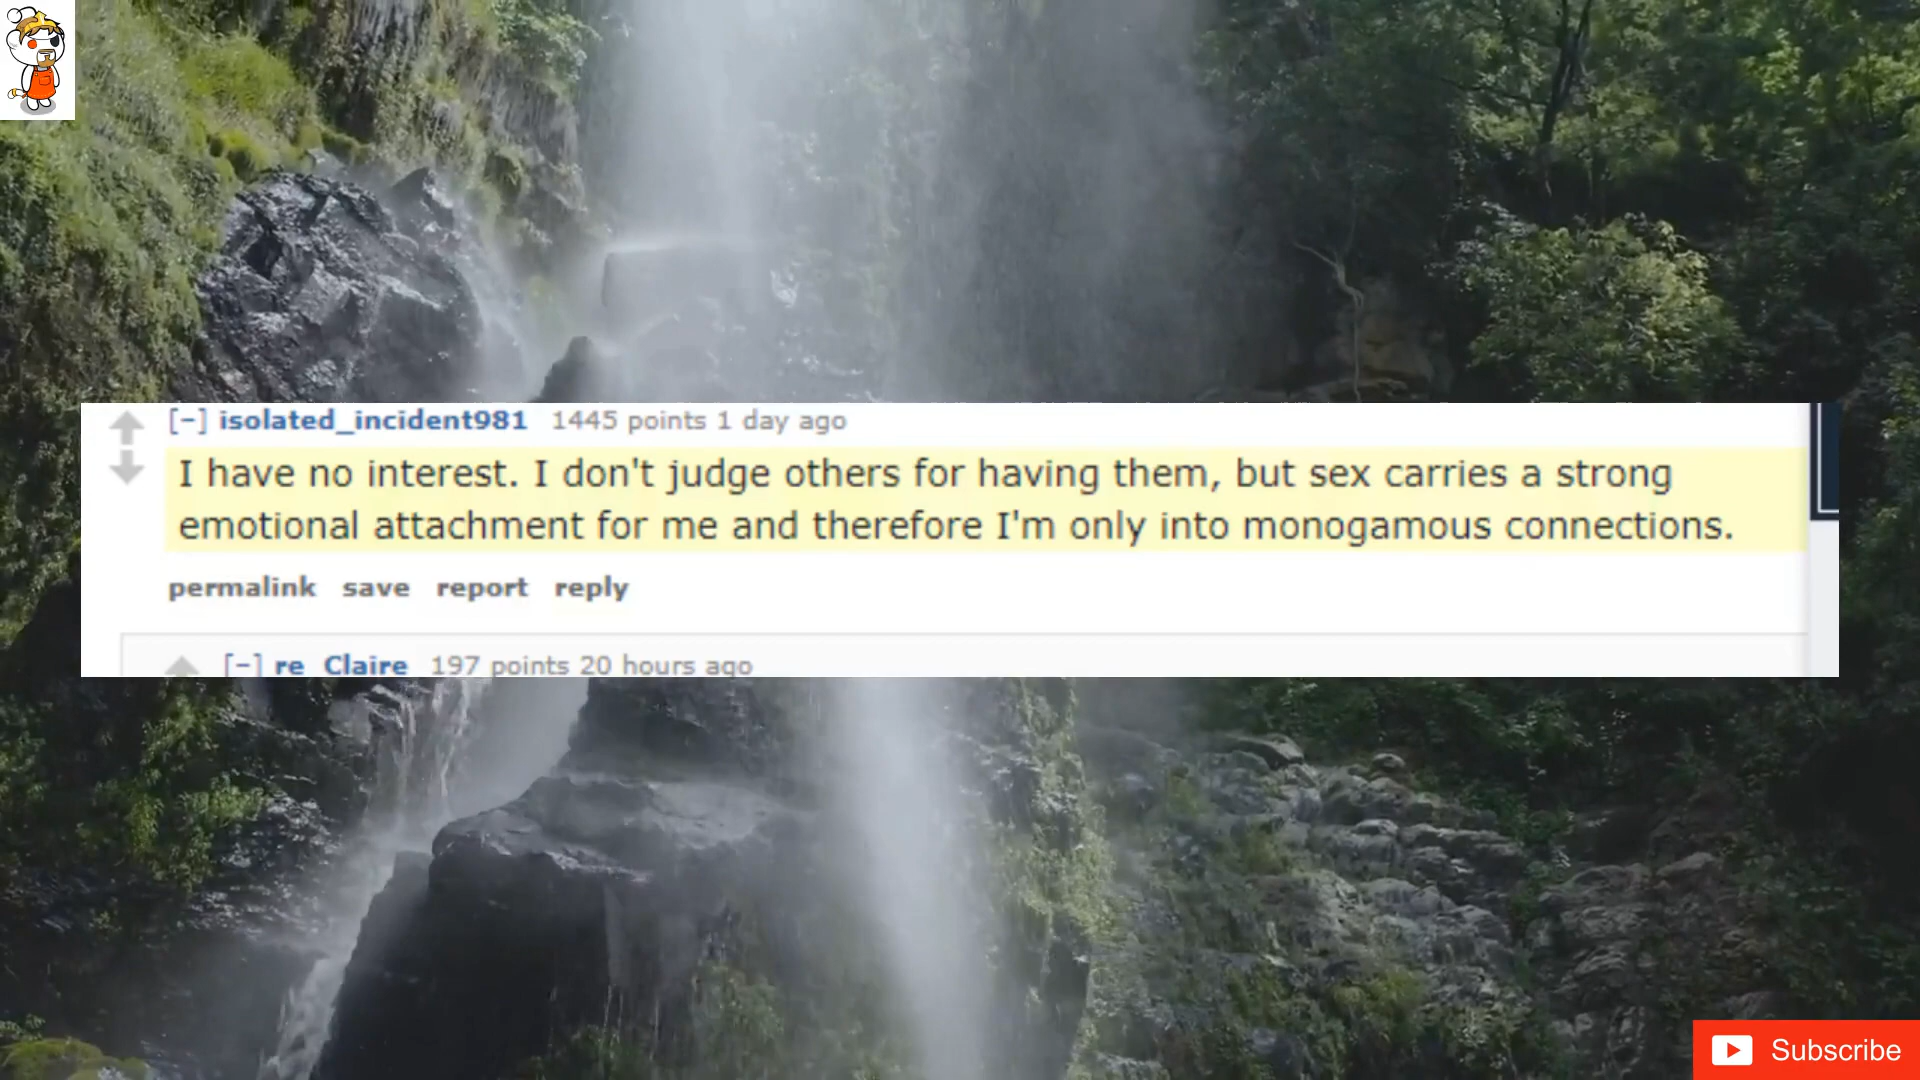 [-] isolated_incident981 1445 points 1 day ago
I have no interest. I don't judge others for having them, but sex carries a strong
emotional attachment for me and therefore I'm only into monogamous connections.
permalink save report reply
[-] re_Claire 197 points 20 hours ago
Subscribe